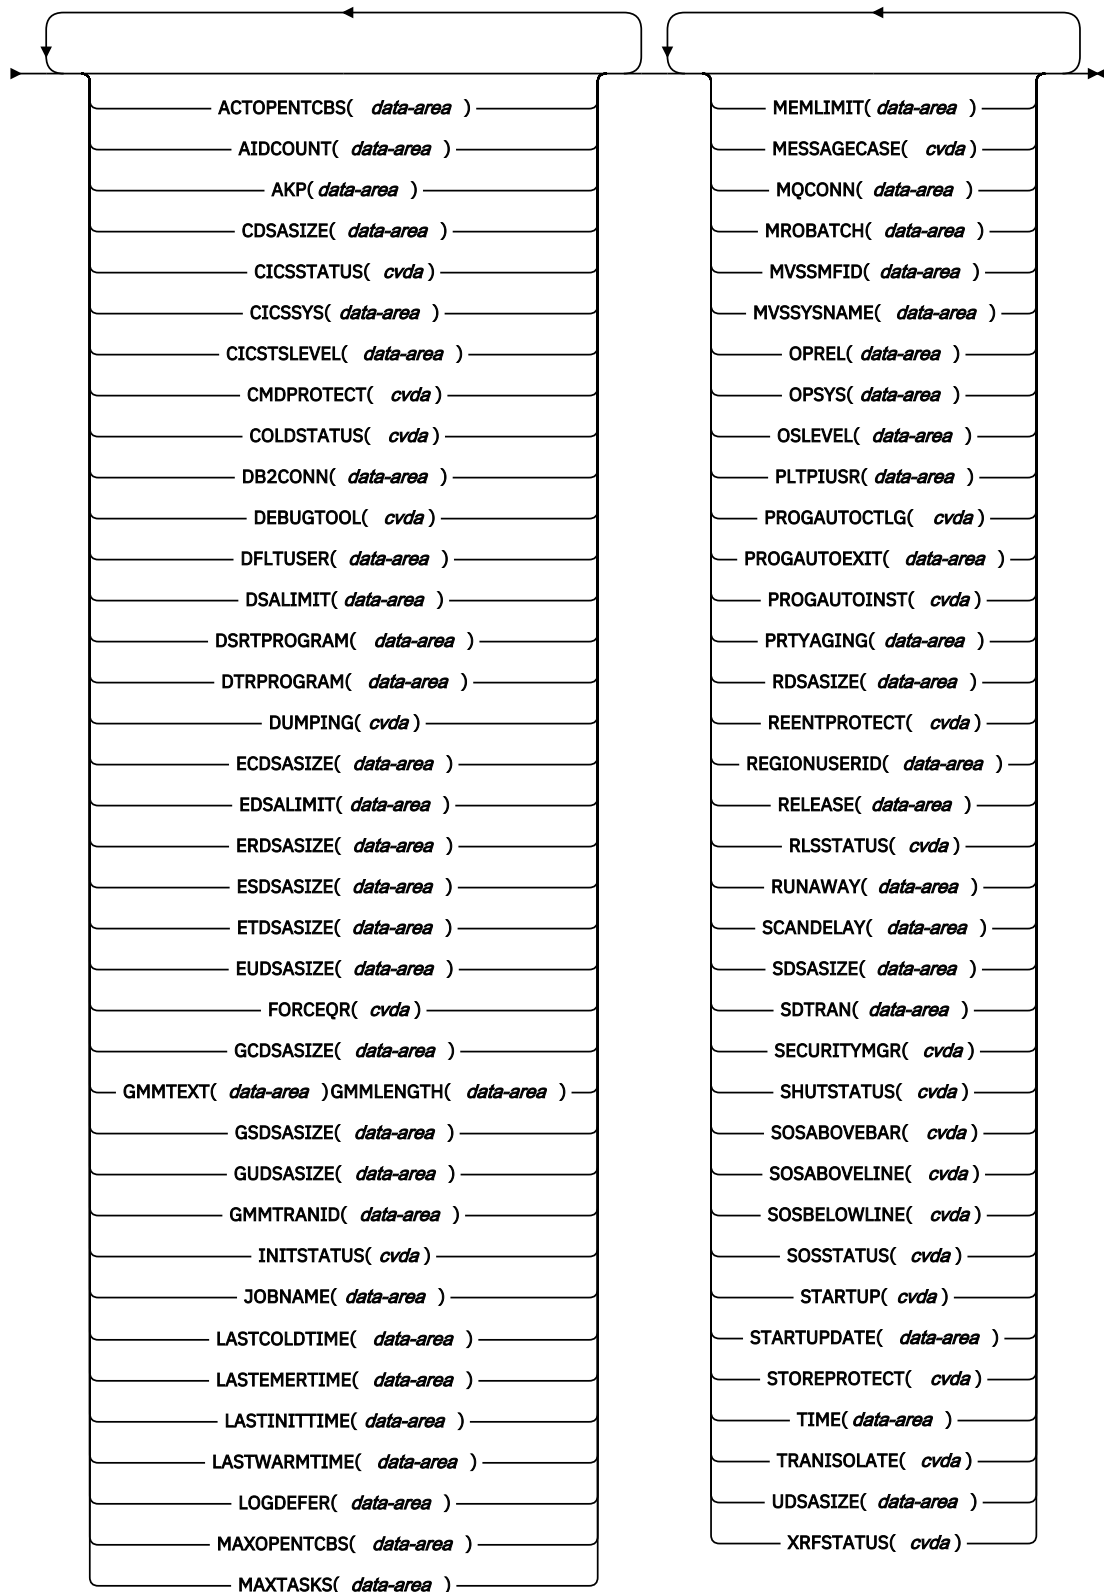 ACTOPENTCBS( data-area )
AIDCOUNT( data-area )
AKP( data-area )
CDSASIZE( data-area )
CICSSTATUS( cvda )
CICSSYS( data-area )
CICSTSLEVEL( data-area )
CMDPROTECT( cvda )
COLDSTATUS( cvda )
DB2CONN( data-area )
DEBUGTOOL( cvda )
DFLTUSER( data-area )
DSALIMIT( data-area )
DSRTPROGRAM( data-area )
DTRPROGRAM( data-area )
DUMPING( cvda )
ECDSASIZE( data-area )
EDSALIMIT( data-area )
ERDSASIZE( data-area )
ESDSASIZE( data-area )
ETDSASIZE( data-area )
EUDSASIZE( data-area )
FORCEQR( cvda )
GCDSASIZE( data-area )
GMMTEXT( data-area )GMMLENGTH( data-area )
GSDSASIZE( data-area )
GUDSASIZE( data-area )
GMMTRANID( data-area )
INITSTATUS( cvda )
JOBNAME( data-area )
LASTCOLDTIME( data-area )
LASTEMERTIME( data-area )
LASTINITTIME( data-area )
LASTWARMTIME( data-area )
LOGDEFER( data-area )
MAXOPENTCBS( data-area )
MAXTASKS( data-area )
MEMLIMIT( data-area )
MESSAGECASE( cvda )
MQCONN( data-area )
MROBATCH( data-area )
MVSSMFID( data-area )
MVSSYSNAME( data-area )
OPREL( data-area )
OPSYS( data-area )
OSLEVEL( data-area )
PLTPIUSR( data-area )
PROGAUTOCTLG( cvda )
PROGAUTOEXIT( data-area )
PROGAUTOINST( cvda )
PRTYAGING( data-area )
RDSASIZE( data-area )
REENTPROTECT( cvda )
REGIONUSERID( data-area )
RELEASE( data-area )
RLSSTATUS( cvda )
RUNAWAY( data-area )
SCANDELAY( data-area )
SDSASIZE( data-area )
SDTRAN( data-area )
SECURITYMGR( cvda )
SHUTSTATUS( cvda )
SOSABOVEBAR( cvda )
SOSABOVELINE( cvda )
SOSBELOWLINE( cvda )
SOSSTATUS( cvda )
STARTUP( cvda )
STARTUPDATE( data-area )
STOREPROTECT( cvda )
TIME( data-area )
TRANISOLATE( cvda )
UDSASIZE( data-area )
XRFSTATUS( cvda )